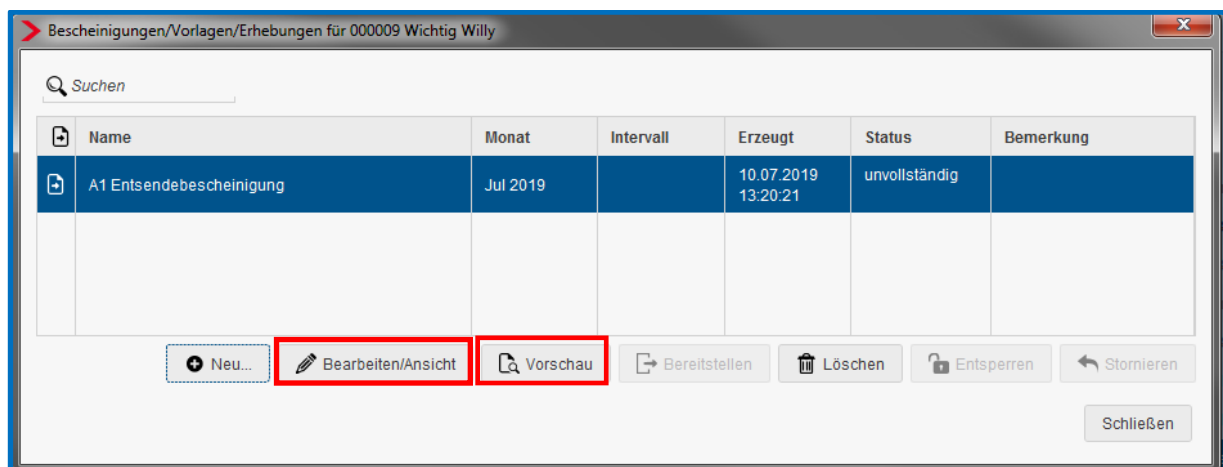 Bescheinigungen/Vorlagen/Erhebungen für 000009 Wichtig Willy
Suchen
Name Monat Intervall Erzeugt Status Bemerkung
A1 Entsendebescheinigung Jul 2019 10.07.2019 unvollständig
13:20:21
Neu... Bearbeiten/Ansicht Vorschau Bereitstellen Löschen Entsperren Stornieren
Schließen